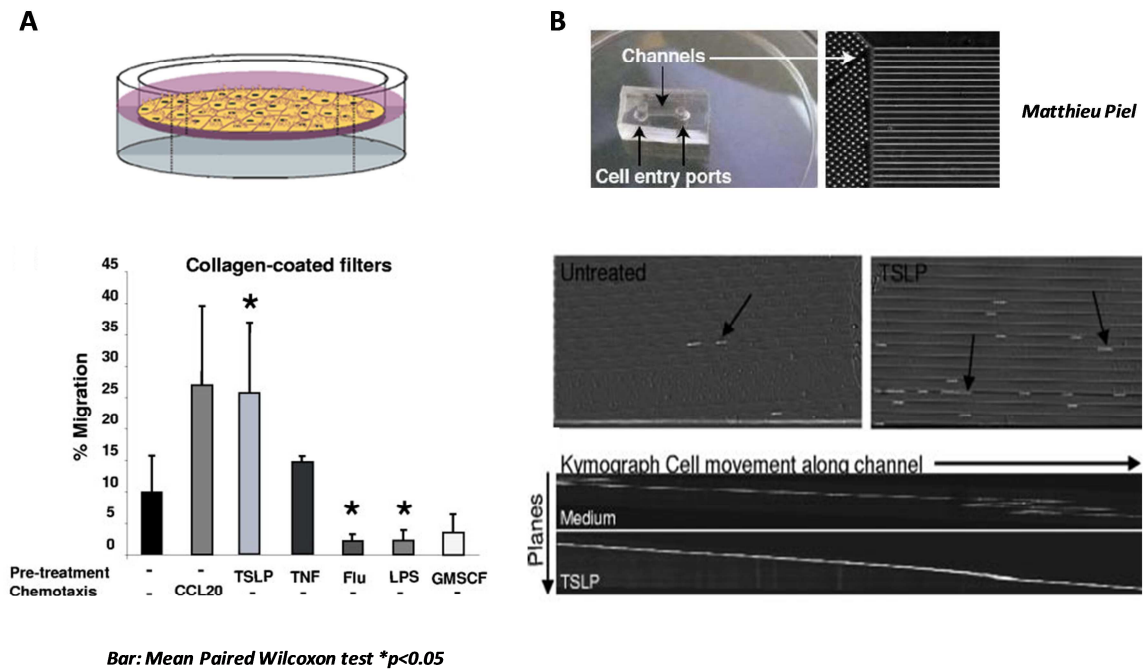 A
B
Channels
Cell entry ports
Matthieu Piel
Collagen-coated filters
% Migration
45
40
35
30
25
20
15
10
5
0
*
*
*
Pre-treatment - - TSLP TNF Flu LPS GMSCF
Chemotaxis - CCL20 - - - - -
Untreated
TSLP
Kymograph Cell movement along channel
Planes
Medium
TSLP
Bar: Mean Paired Wilcoxon test *p<0.05